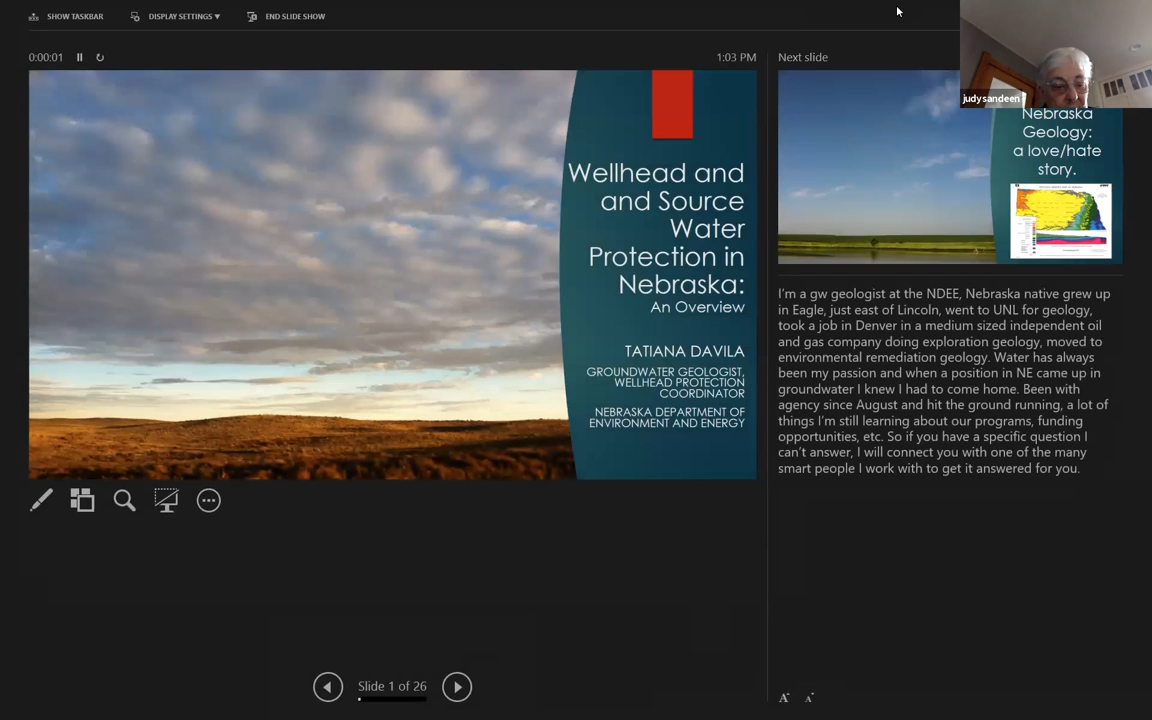 SHOW TASKBAR
DISPLAY SETTINGS ▼
END SLIDE SHOW
0:00:01
1:03 PM
Wellhead and
and Source
Water
Protection in
Nebraska:
An Overview
TATIANA DAVILA
GROUNDWATER GEOLOGIST,
WELLHEAD PROTECTION
COORDINATOR
NEBRASKA DEPARTMENT OF
ENVIRONMENT AND ENERGY
Slide 1 of 26
Next slide
judy sandeen
Nebraska
Geology:
a love/hate
story.
I'm a gw geologist at the NDEE, Nebraska native grew up
in Eagle, just east of Lincoln, went to UNL for geology,
took a job in Denver in a medium sized independent oil
and gas company doing exploration geology, moved to
environmental remediation geology. Water has always
been my passion and when a position in NE came up in
groundwater I knew I had to come home. Been with
agency since August and hit the ground running, a lot of
things I'm still learning about our programs, funding
opportunities, etc. So if you have a specific question I
can't answer, I will connect you with one of the many
smart people I work with to get it answered for you.
A A